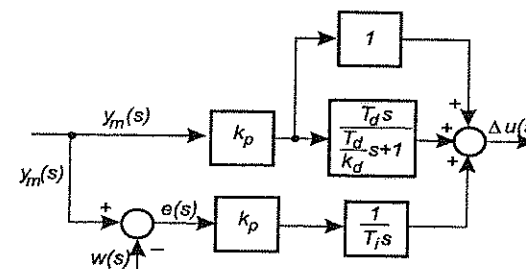 1
+
y_m(s)
k_p
T_d s
T_d
k_d
s+1
+
Δu(
+
y_m(s)
+
e(s)
k_p
1
T_i s
w(s)
−